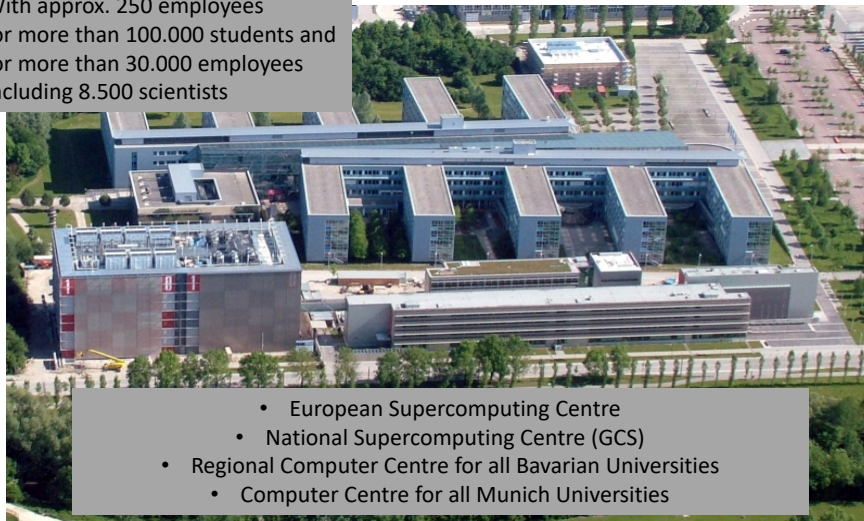 With approx. 250 employees
or more than 100.000 students and
or more than 30.000 employees
ncluding 8.500 scientists
• European Supercomputing Centre
• National Supercomputing Centre (GCS)
• Regional Computer Centre for all Bavarian Universities
• Computer Centre for all Munich Universities